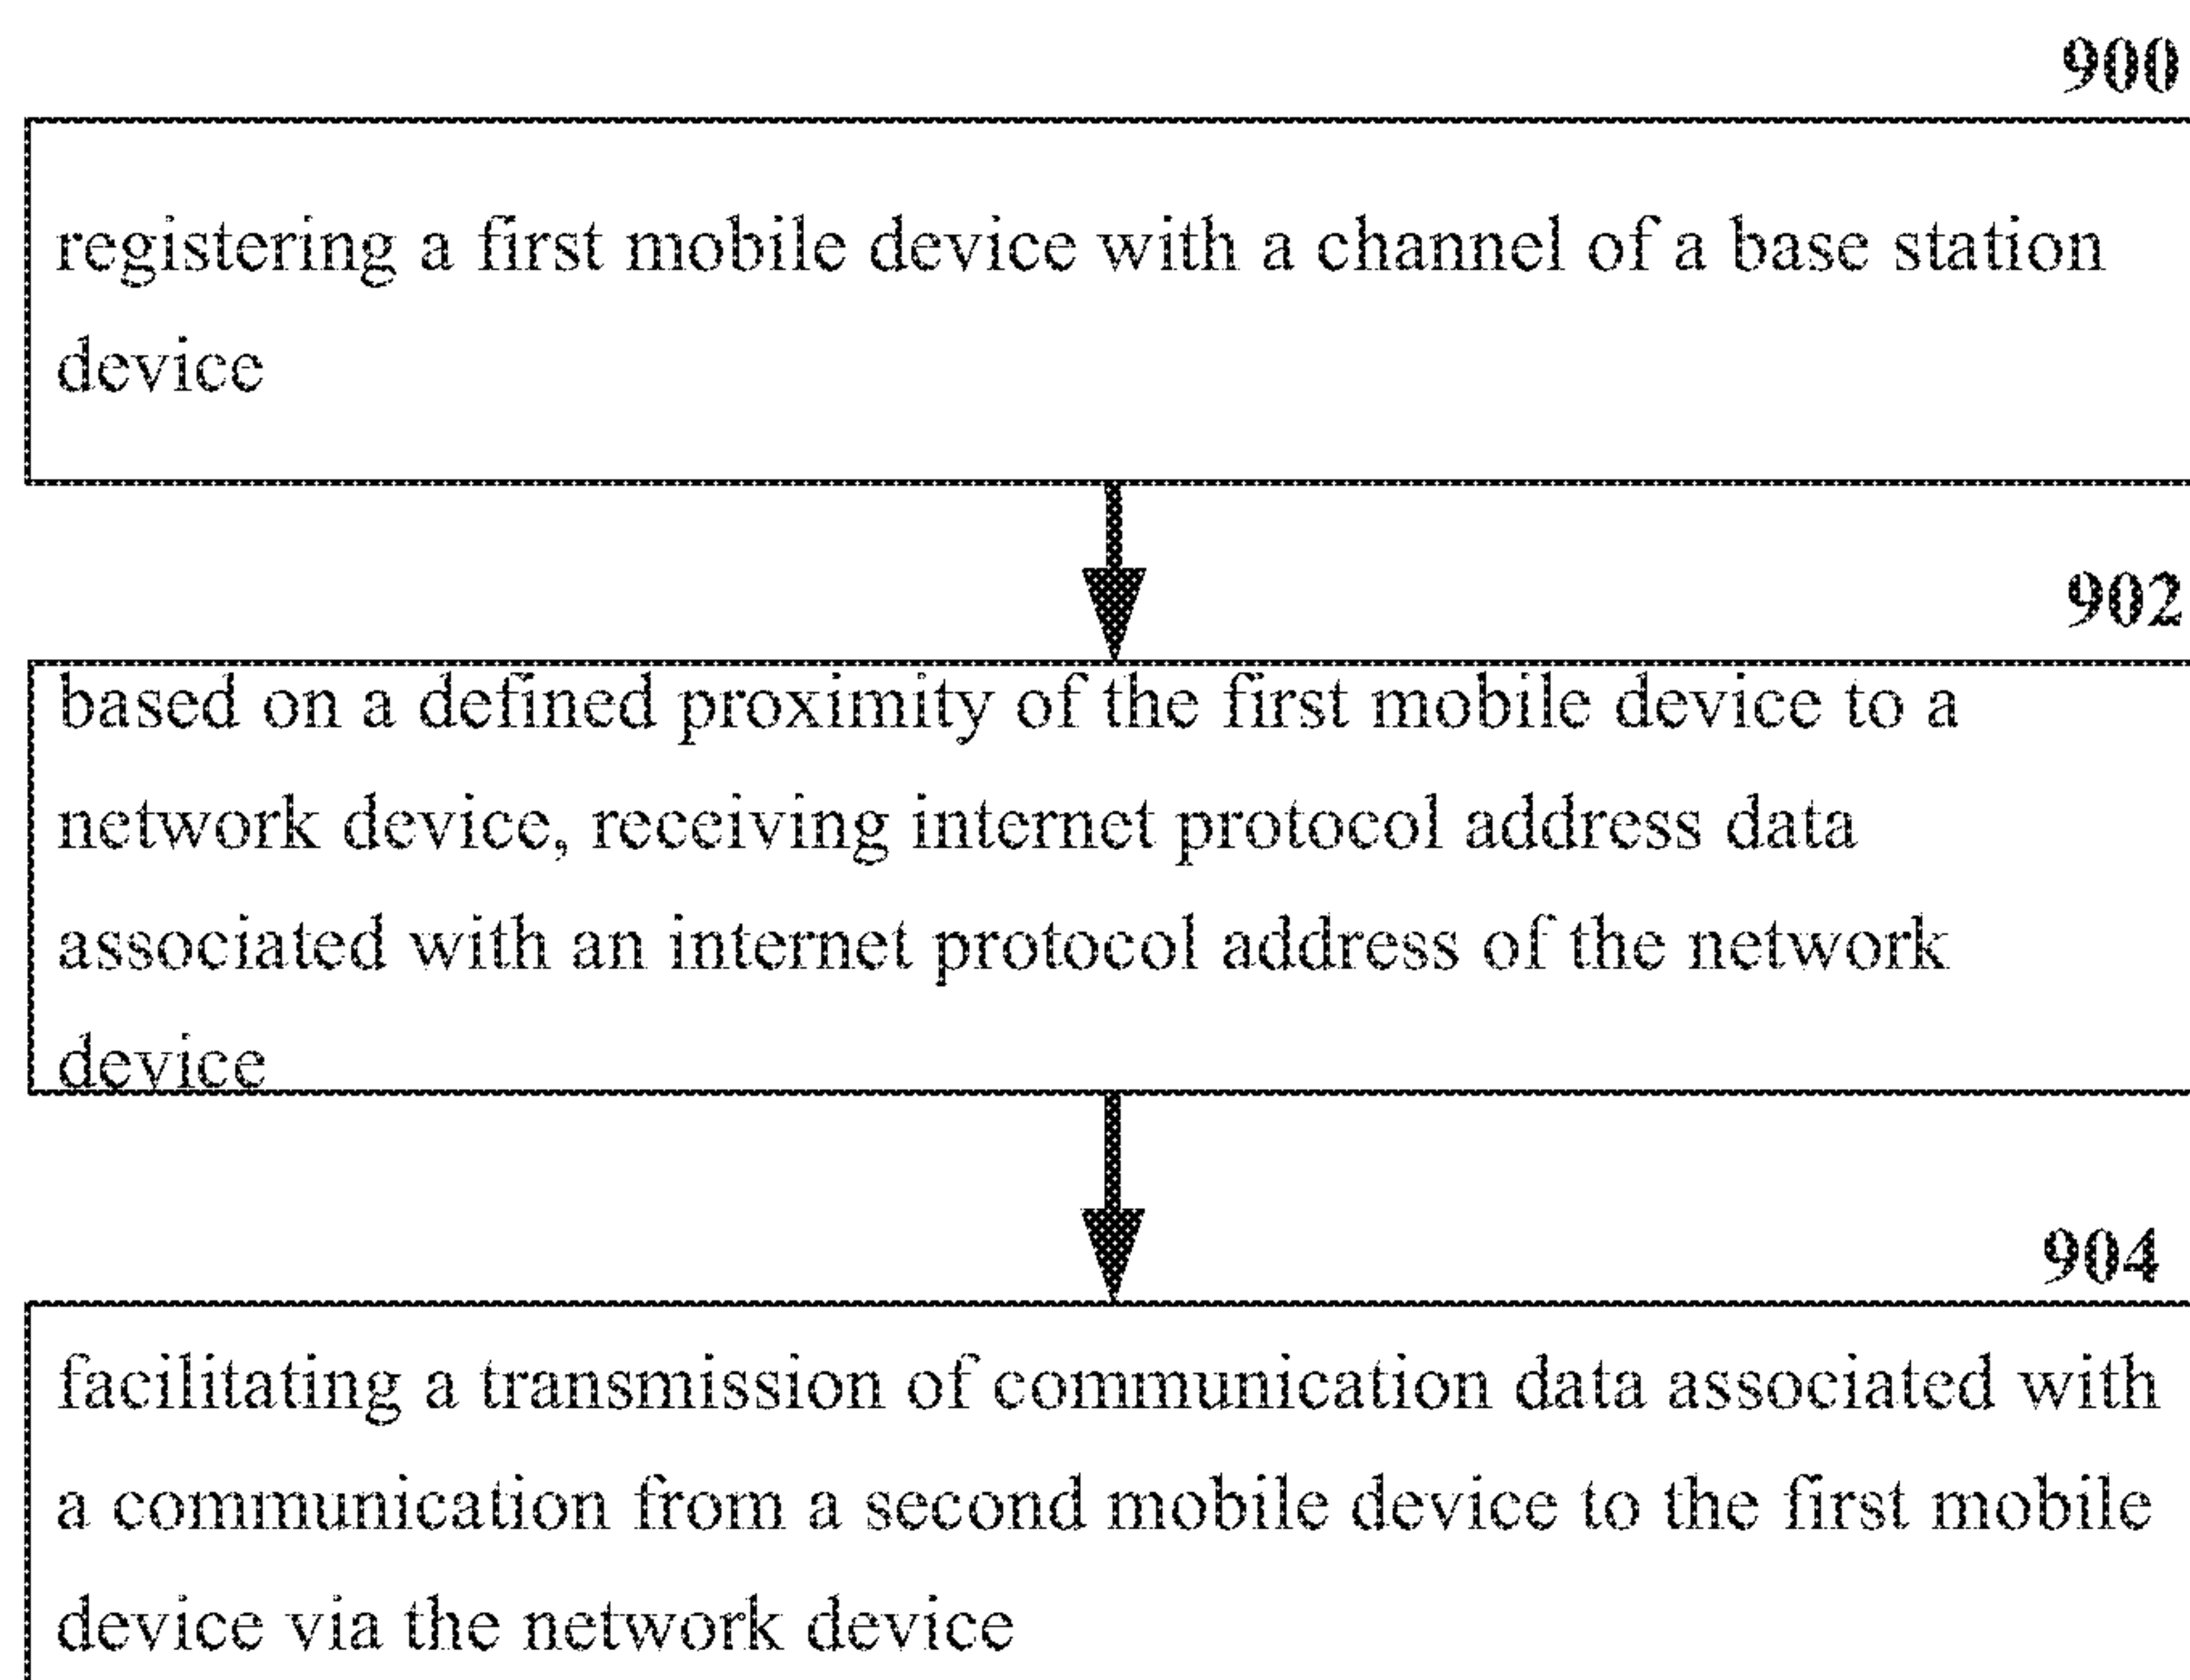 900
registering a first mobile device with a channel of a base station
device
902
based on a defined proximity of the first mobile device to a
network device, receiving internet protocol address data
associated with an internet protocol address of the network
device
904
facilitating a transmission of communication data associated with
a communication from a second mobile device to the first mobile
device via the network device